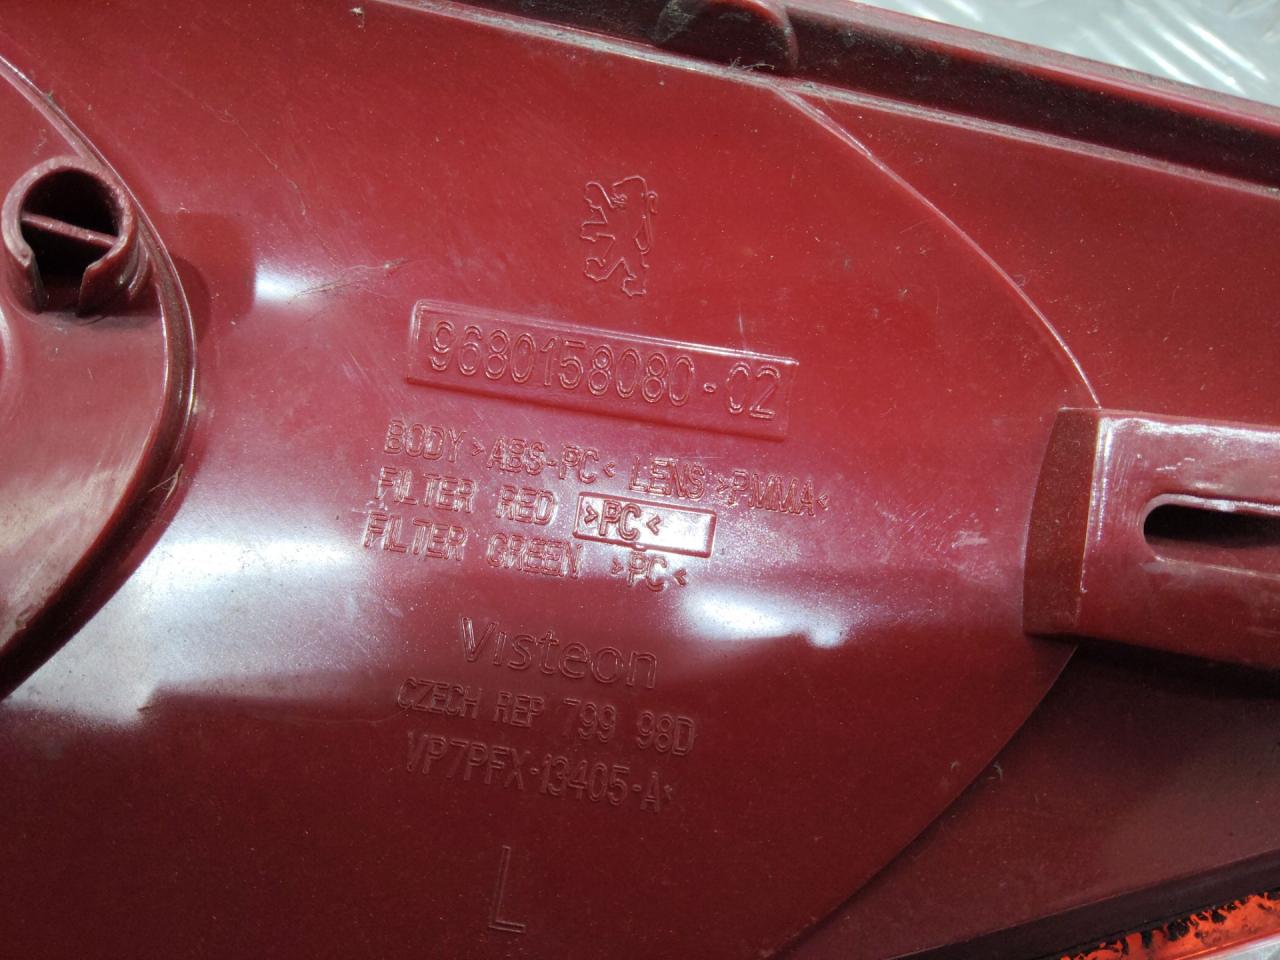 9680158080-02
BODY >ABS-PC< LENS >PMMA<
FILTER RED >PC<
FILTER GREEN >PC<
Visteon
CZECH REP 799 98D
VP7PFX-13405-A
L